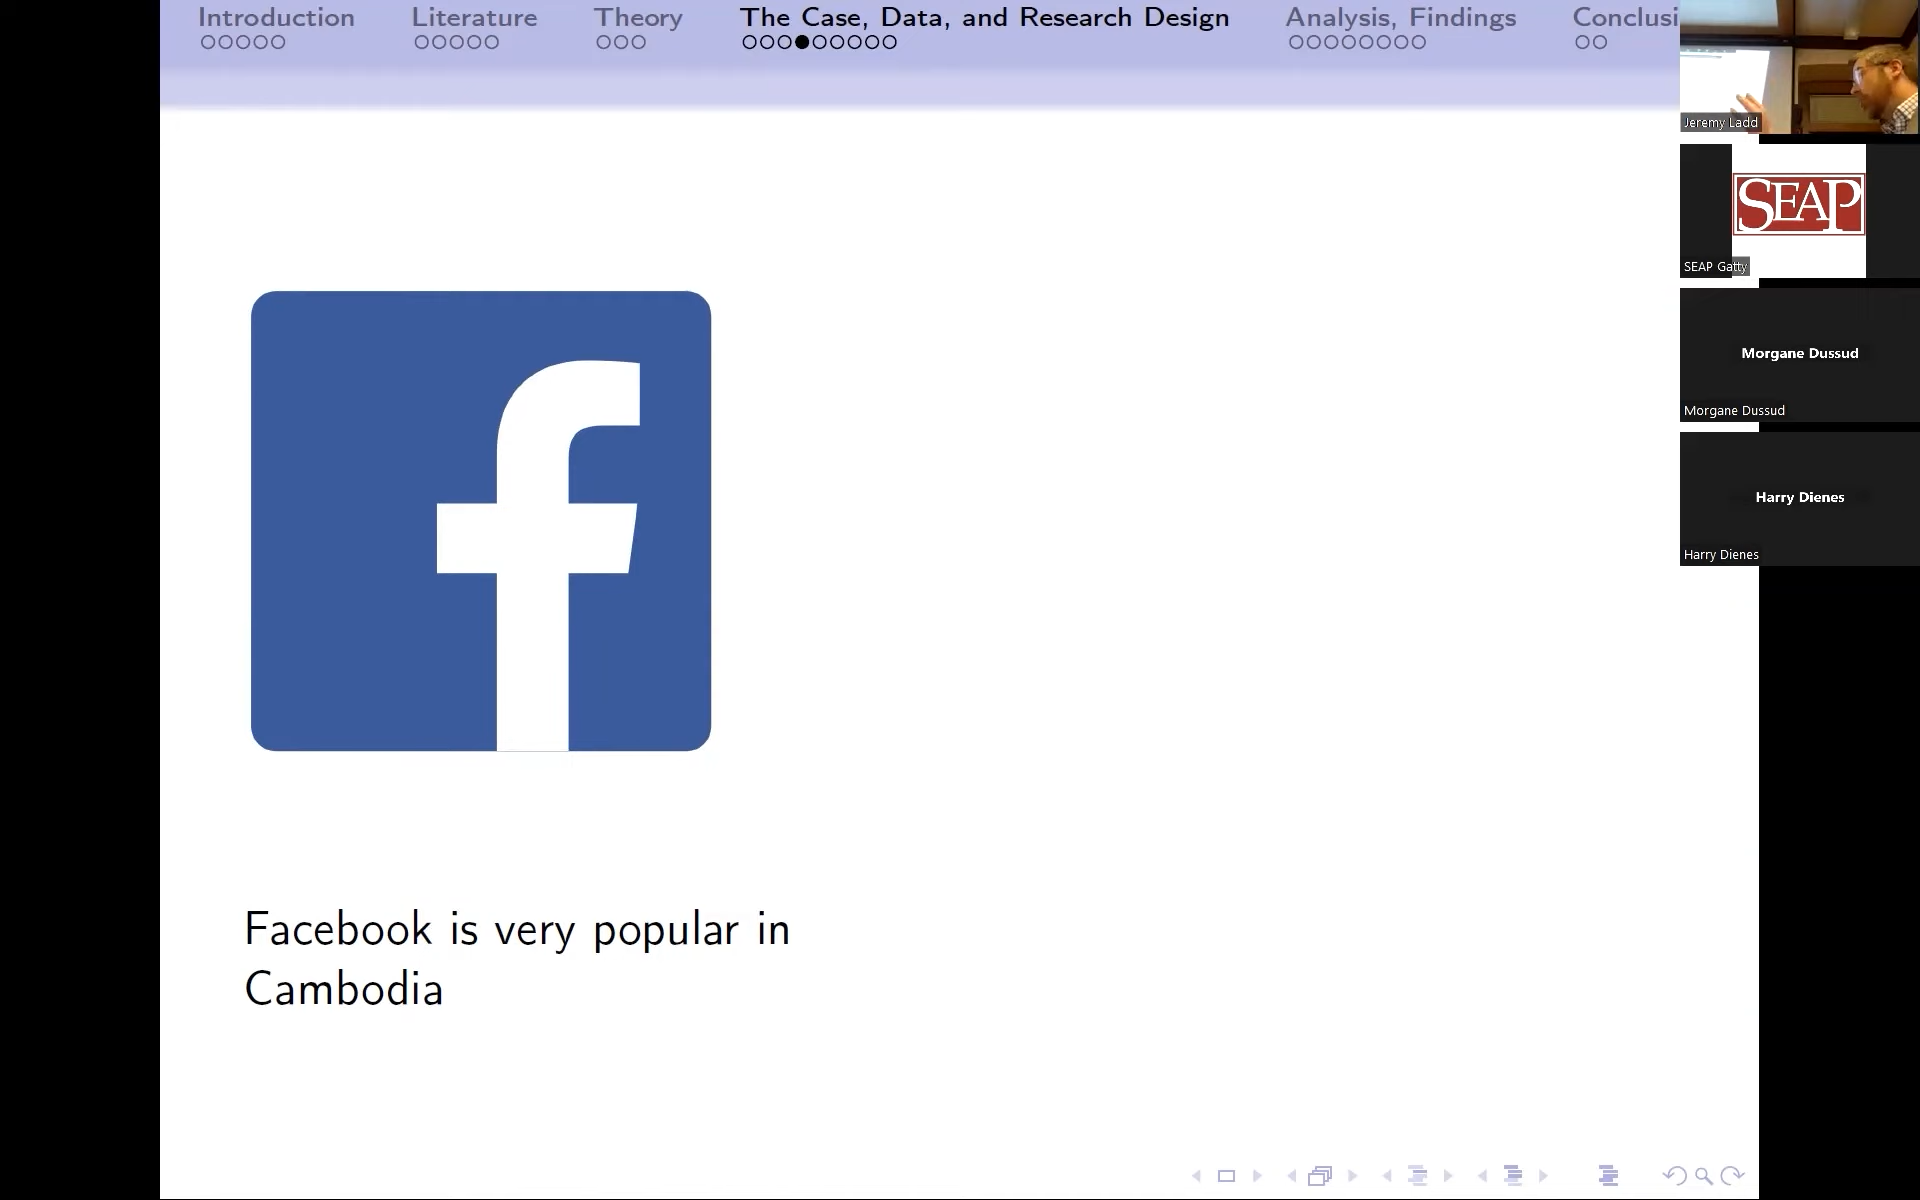 Introduction
Literature
Theory
The Case, Data, and Research Design
Analysis, Findings
Conclusi
Jeremy Ladd
SEAP
SEAP Gatty
Morgane Dussud
Morgane Dussud
Harry Dienes
Harry Dienes
f
Facebook is very popular in
Cambodia